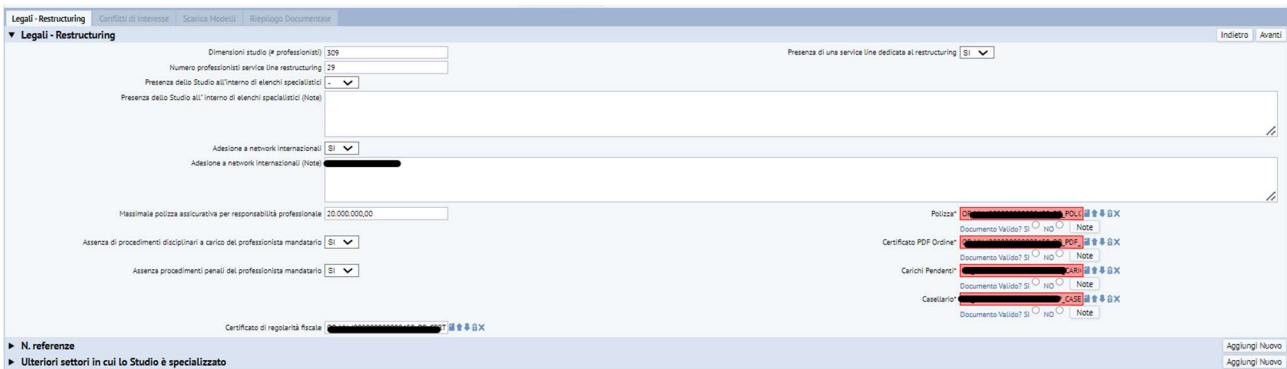 Legali - Restructuring Conflitti di Interesse Scarica Modelli Riepilogo Documentale
▼ Legali - Restructuring Indietro Avanti
Dimensioni studio (# professionisti) 309 Presenza di una service line dedicata al restructuring SI
Numero professionisti service line restructuring 29
Presenza dello Studio all'interno di elenchi specialistici -
Presenza dello Studio all' interno di elenchi specialistici (Note)
Adesione a network internazionali SI
Adesione a network internazionali (Note)
Massimale polizza assicurativa per responsabilità professionale 20.000.000,00 Polizza*
Documento Valido? SI NO Note
Assenza di procedimenti disciplinari a carico del professionista mandatario SI Certificato PDF Ordine* _PDF_
Documento Valido? SI NO Note
Assenza procedimenti penali del professionista mandatario SI Carichi Pendenti*
Documento Valido? SI NO Note
Casellario* _CASE
Documento Valido? SI NO Note
Certificato di regolarità fiscale
▶ N. referenze Aggiungi Nuovo
▶ Ulteriori settori in cui lo Studio è specializzato Aggiungi Nuovo